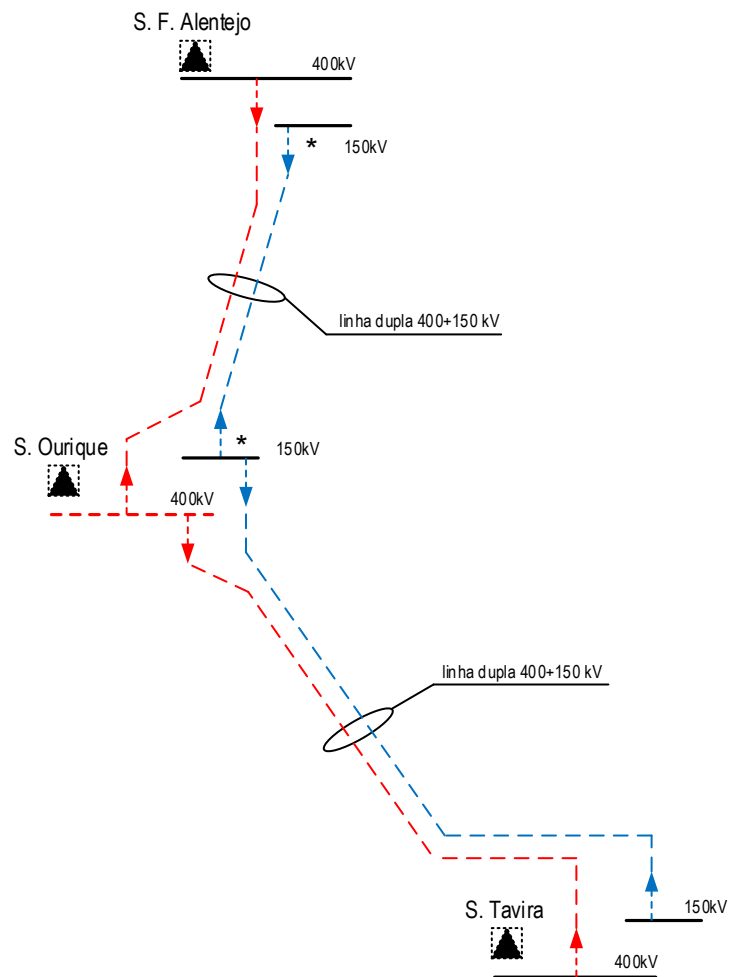 S. F. Alentejo
400kV
* 150kV
linha dupla 400+150 kV
S. Ourique
* 150kV
400kV
linha dupla 400+150 kV
S. Tavira
150kV
400kV